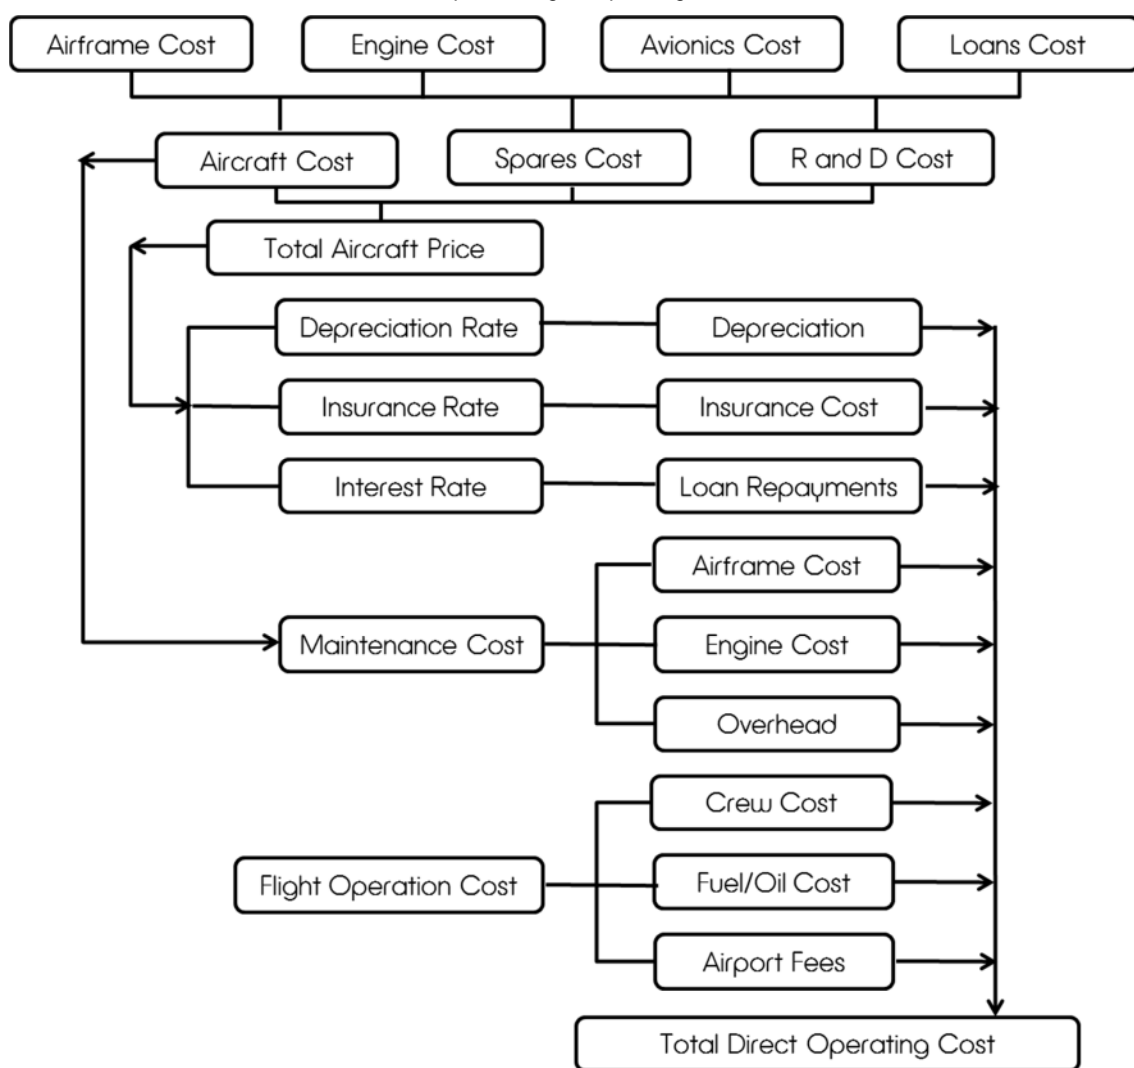 Airframe Cost
Engine Cost
Avionics Cost
Loans Cost
Aircraft Cost
Spares Cost
R and D Cost
Total Aircraft Price
Depreciation Rate
Depreciation
Insurance Rate
Insurance Cost
Interest Rate
Loan Repayments
Airframe Cost
Maintenance Cost
Engine Cost
Overhead
Crew Cost
Flight Operation Cost
Fuel/Oil Cost
Airport Fees
Total Direct Operating Cost